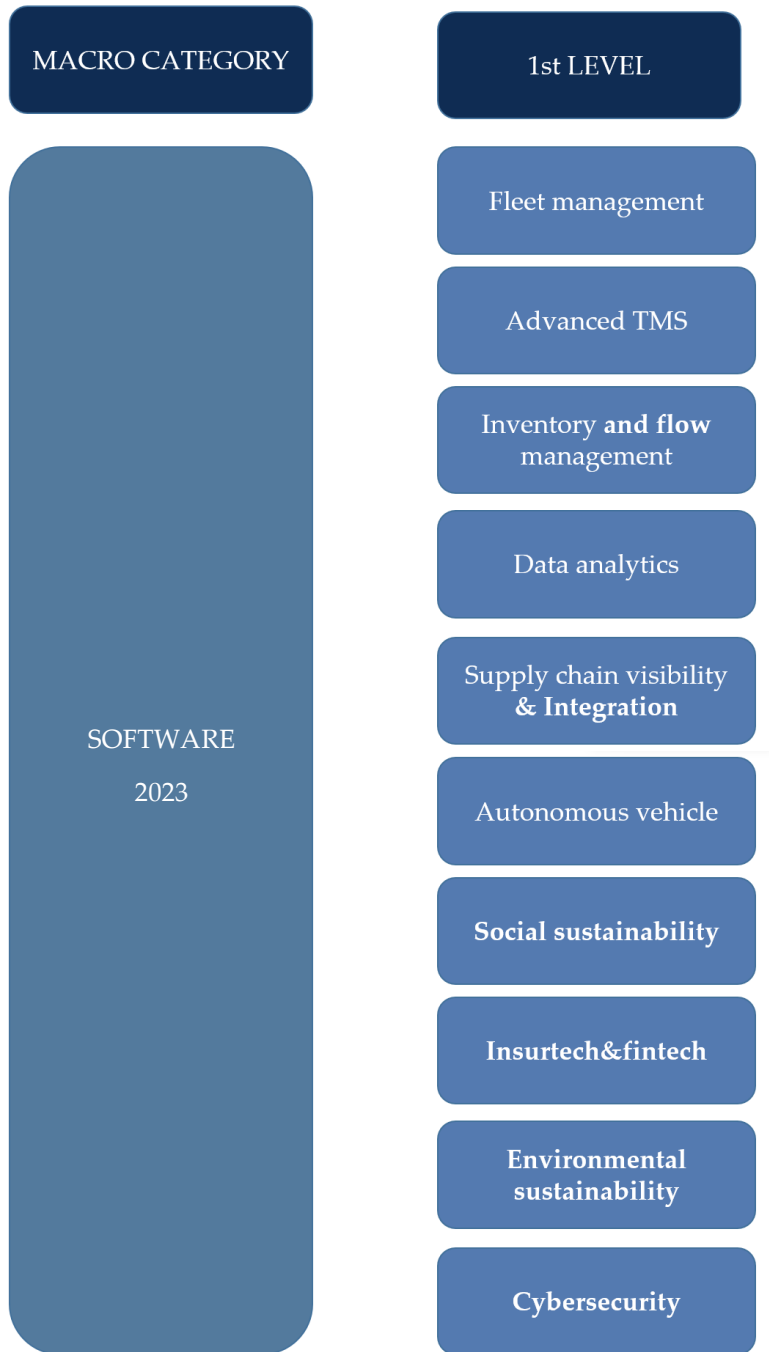 MACRO CATEGORY
1st LEVEL
SOFTWARE
2023
Fleet management
Advanced TMS
Inventory and flow
management
Data analytics
Supply chain visibility
& Integration
Autonomous vehicle
Social sustainability
Insurtech&fintech
Environmental
sustainability
Cybersecurity